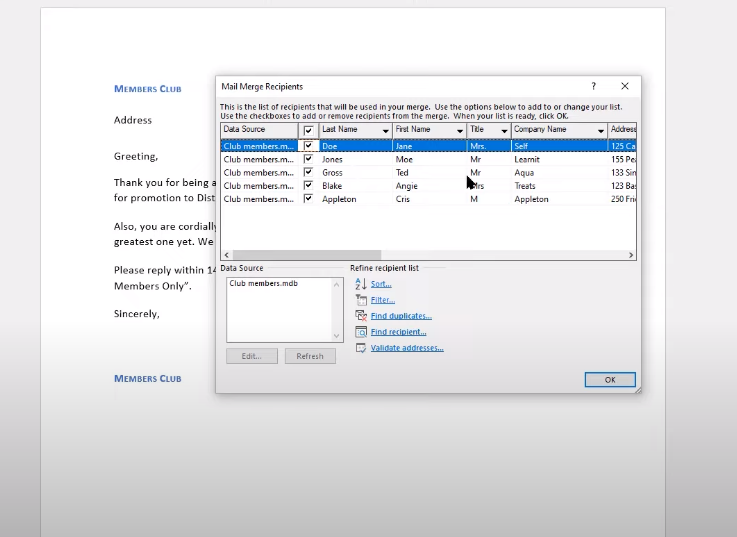 MEMBERS CLUB
Address
Greeting,
Thank you for being a
for promotion to Dist
Also, you are cordially
greatest one yet. We
Please reply within 14
Members Only”.
Sincerely,
MEMBERS CLUB
Mail Merge Recipients
?
This is the list of recipients that will be used in your merge. Use the options below to add to or change your list.
Use the checkboxes to add or remove recipients from the merge. When your list is ready, click OK.
Data Source Last Name First Name Title Company Name Address
Club members.m... Doe Jane Mrs. Self 125 Ca
Club members.m... Jones Moe Mr Learnit 155 Pea
Club members.m... Gross Ted Mr Aqua 133 Sin
Club members.m... Blake Angie Mrs Treats 123 Bas
Club members.m... Appleton Cris M Appleton 250 Frie
Data Source
Club members.mdb
Edit... Refresh
Refine recipient list
Sort...
Filter...
Find duplicates...
Find recipient...
Validate addresses...
OK